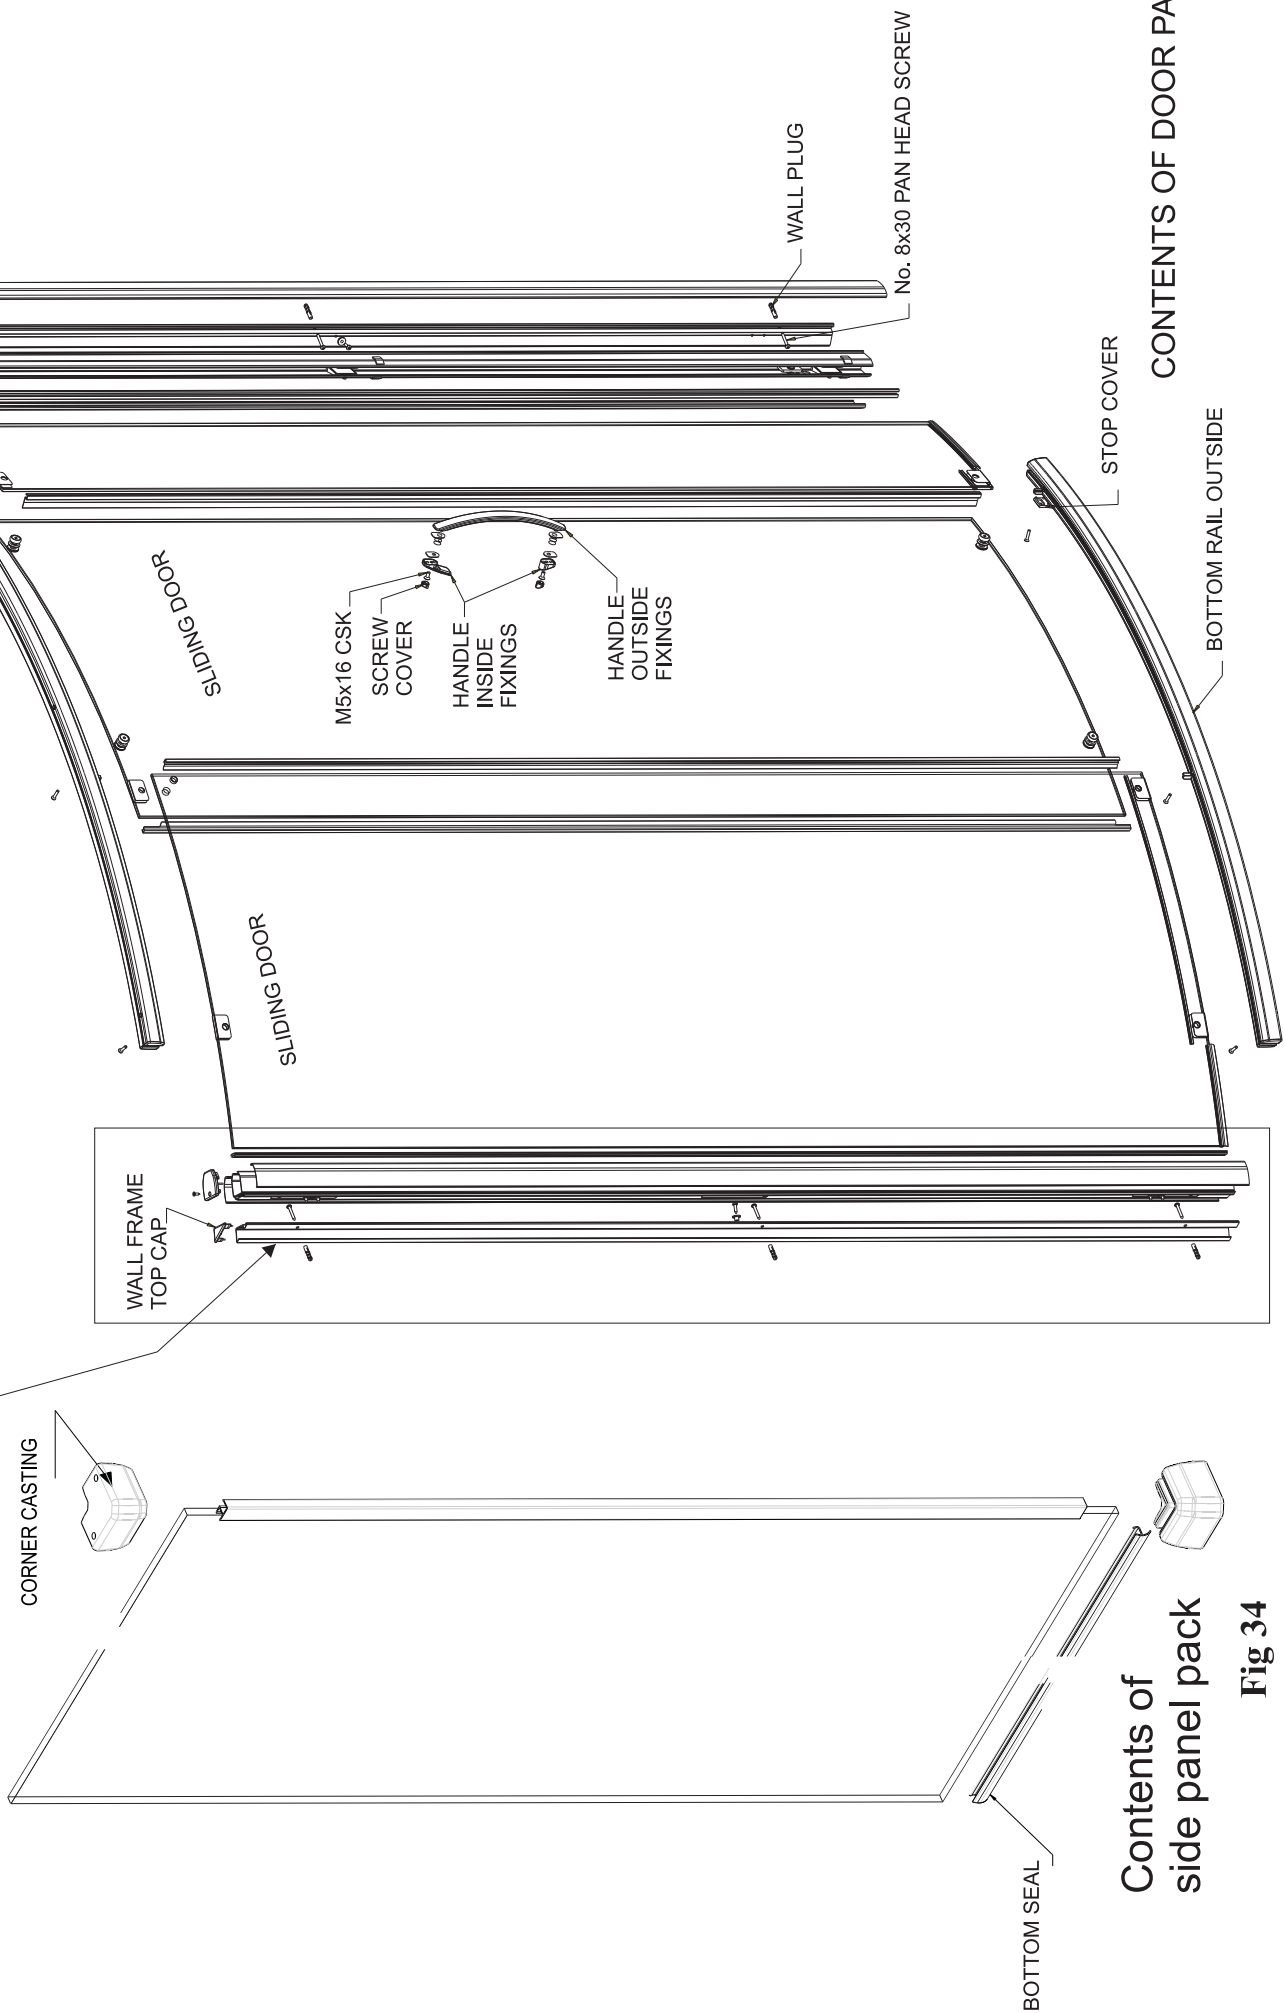 CORNER CASTING
WALL FRAME
TOP CAP
SLIDING DOOR
SLIDING DOOR
M5x16 CSK
SCREW
COVER
HANDLE
INSIDE
FIXINGS
HANDLE
OUTSIDE
FIXINGS
WALL PLUG
No. 8x30 PAN HEAD SCREW
STOP COVER
BOTTOM RAIL OUTSIDE
CONTENTS OF DOOR PA
BOTTOM SEAL
Contents of
side panel pack
Fig 34